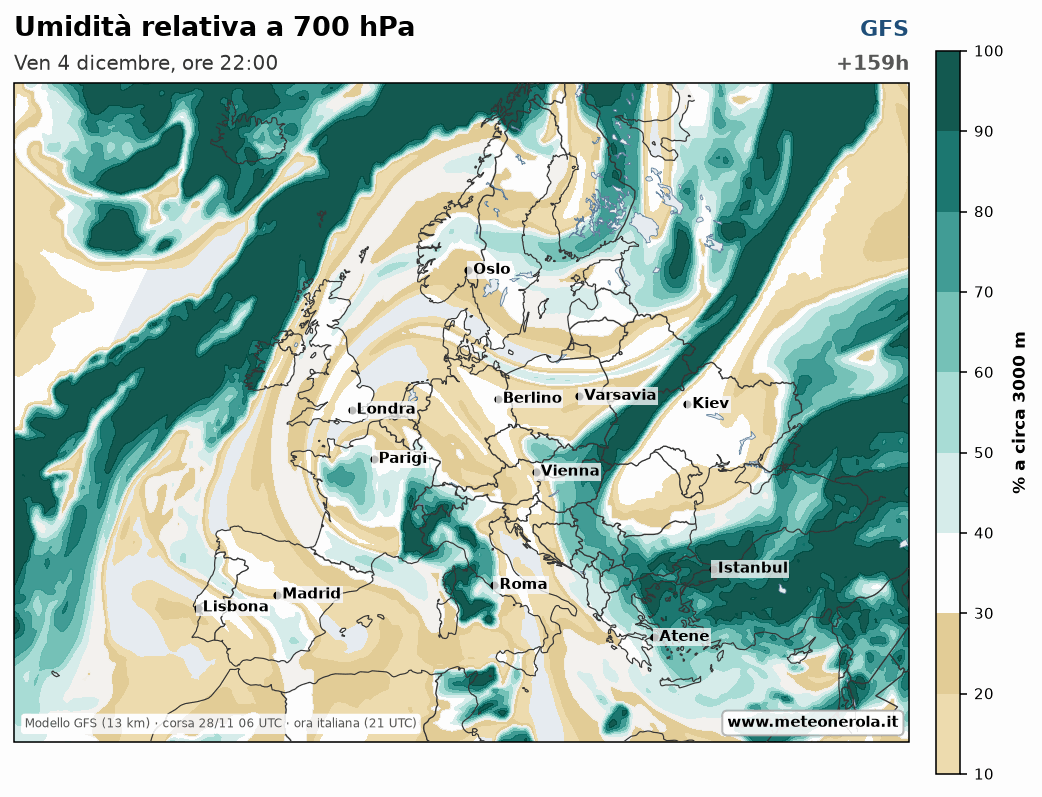 Umidità relativa a 700 hPa
GFS
Ven 4 dicembre, ore 22:00
+159h
100
90
80
70
60
50
40
30
20
10
% a circa 3000 m
Oslo
Londra
Berlino
Varsavia
Kiev
Parigi
Vienna
Istanbul
Roma
Madrid
Lisbona
Atene
Modello GFS (13 km) · corsa 28/11 06 UTC · ora italiana (21 UTC)
www.meteonerola.it